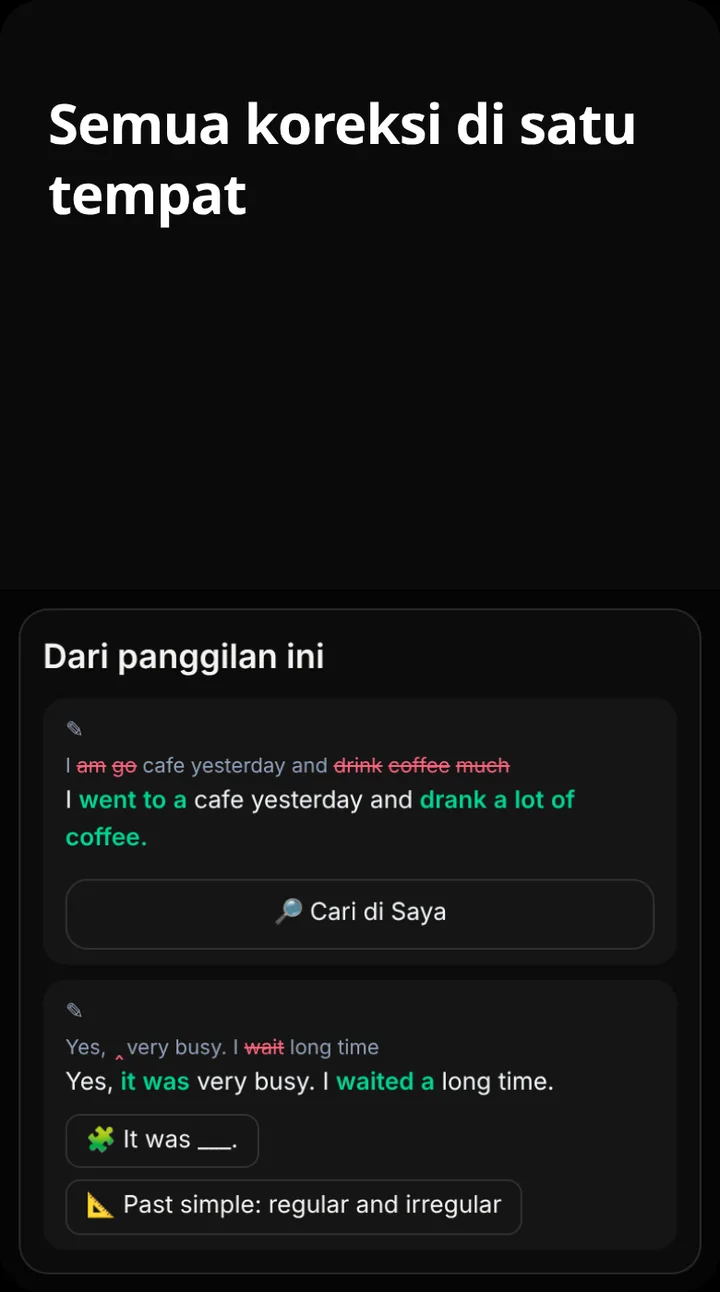 Semua koreksi di satu
tempat
Dari panggilan ini
✎
I am go cafe yesterday and drink coffee much
I went to a cafe yesterday and drank a lot of
coffee.
🔎 Cari di Saya
✎
Yes, ‸very busy. I wait long time
Yes, it was very busy. I waited a long time.
🧩 It was ___.
📐 Past simple: regular and irregular